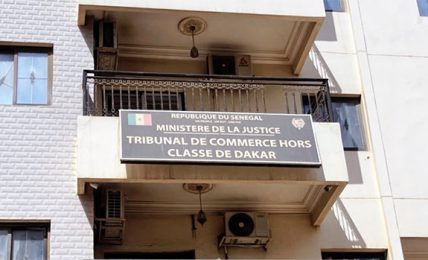 REPUBLIQUE DU SENEGAL
MINISTERE DE LA JUSTICE
TRIBUNAL DE COMMERCE HORS
CLASSE DE DAKAR